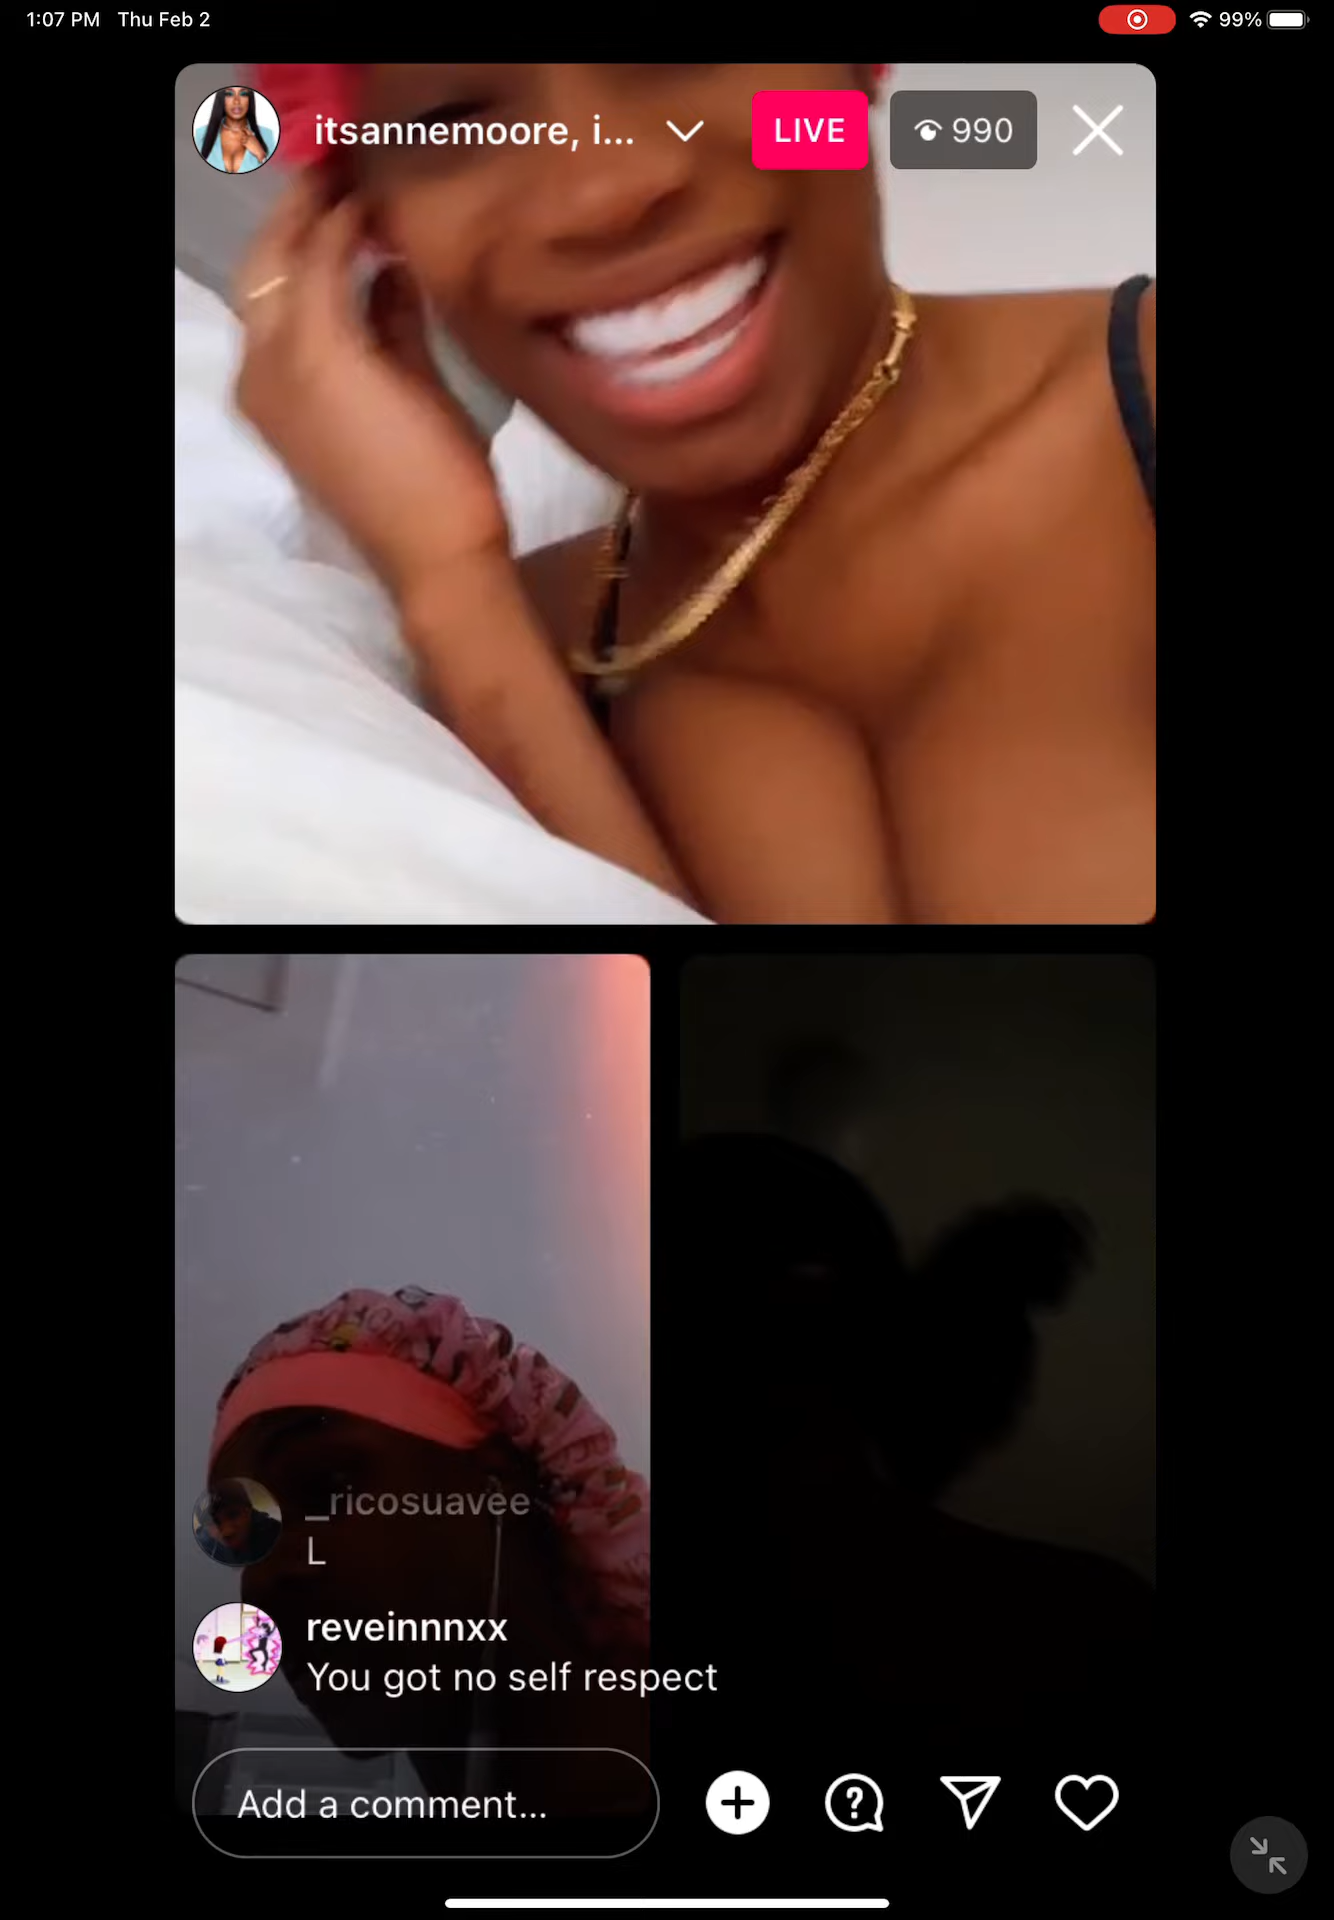 1:07 PM Thu Feb 2
99%
itsannemoore, i...
LIVE
990
_ricosuavee
L
reveinnnxx
You got no self respect
Add a comment...